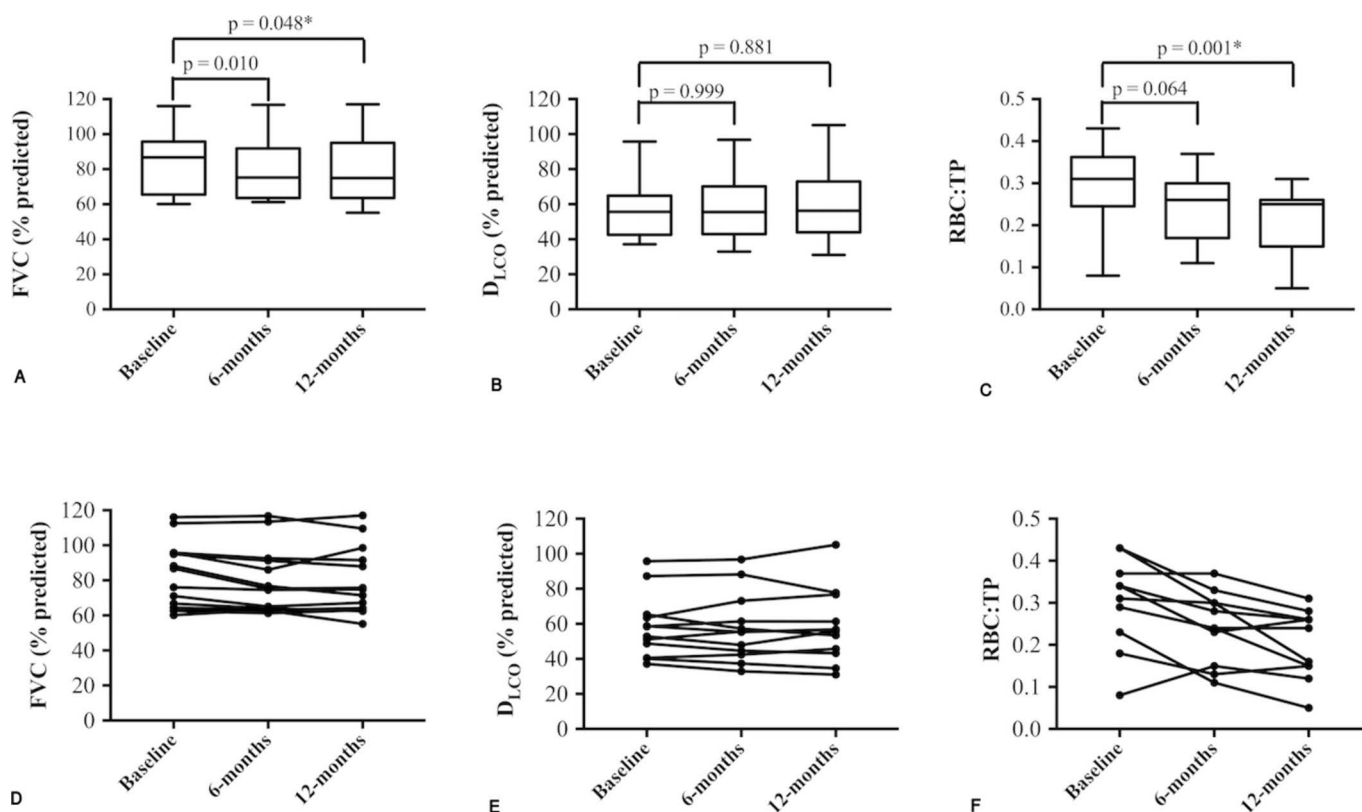 p = 0.048*
p = 0.010
FVC (% predicted)
120
100
80
60
40
20
0
Baseline
6-months
12-months
A
p = 0.881
p = 0.999
DLCO (% predicted)
120
100
80
60
40
20
0
Baseline
6-months
12-months
B
p = 0.001*
p = 0.064
RBC:TP
0.5
0.4
0.3
0.2
0.1
0.0
Baseline
6-months
12-months
C
FVC (% predicted)
120
100
80
60
40
20
0
Baseline
6-months
12-months
D
DLCO (% predicted)
120
100
80
60
40
20
0
Baseline
6-months
12-months
E
RBC:TP
0.5
0.4
0.3
0.2
0.1
0.0
Baseline
6-months
12-months
F